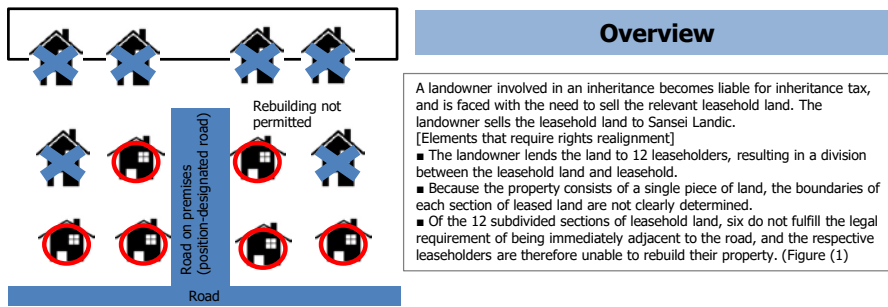 Overview
Rebuilding not
permitted
Road on premises
(position-designated road)
Road
A landowner involved in an inheritance becomes liable for inheritance tax,
and is faced with the need to sell the relevant leasehold land. The
landowner sells the leasehold land to Sansei Landic.
[Elements that require rights realignment]
■ The landowner lends the land to 12 leaseholders, resulting in a division
between the leasehold land and leasehold.
■ Because the property consists of a single piece of land, the boundaries of
each section of leased land are not clearly determined.
■ Of the 12 subdivided sections of leasehold land, six do not fulfill the legal
requirement of being immediately adjacent to the road, and the respective
leaseholders are therefore unable to rebuild their property. (Figure (1)